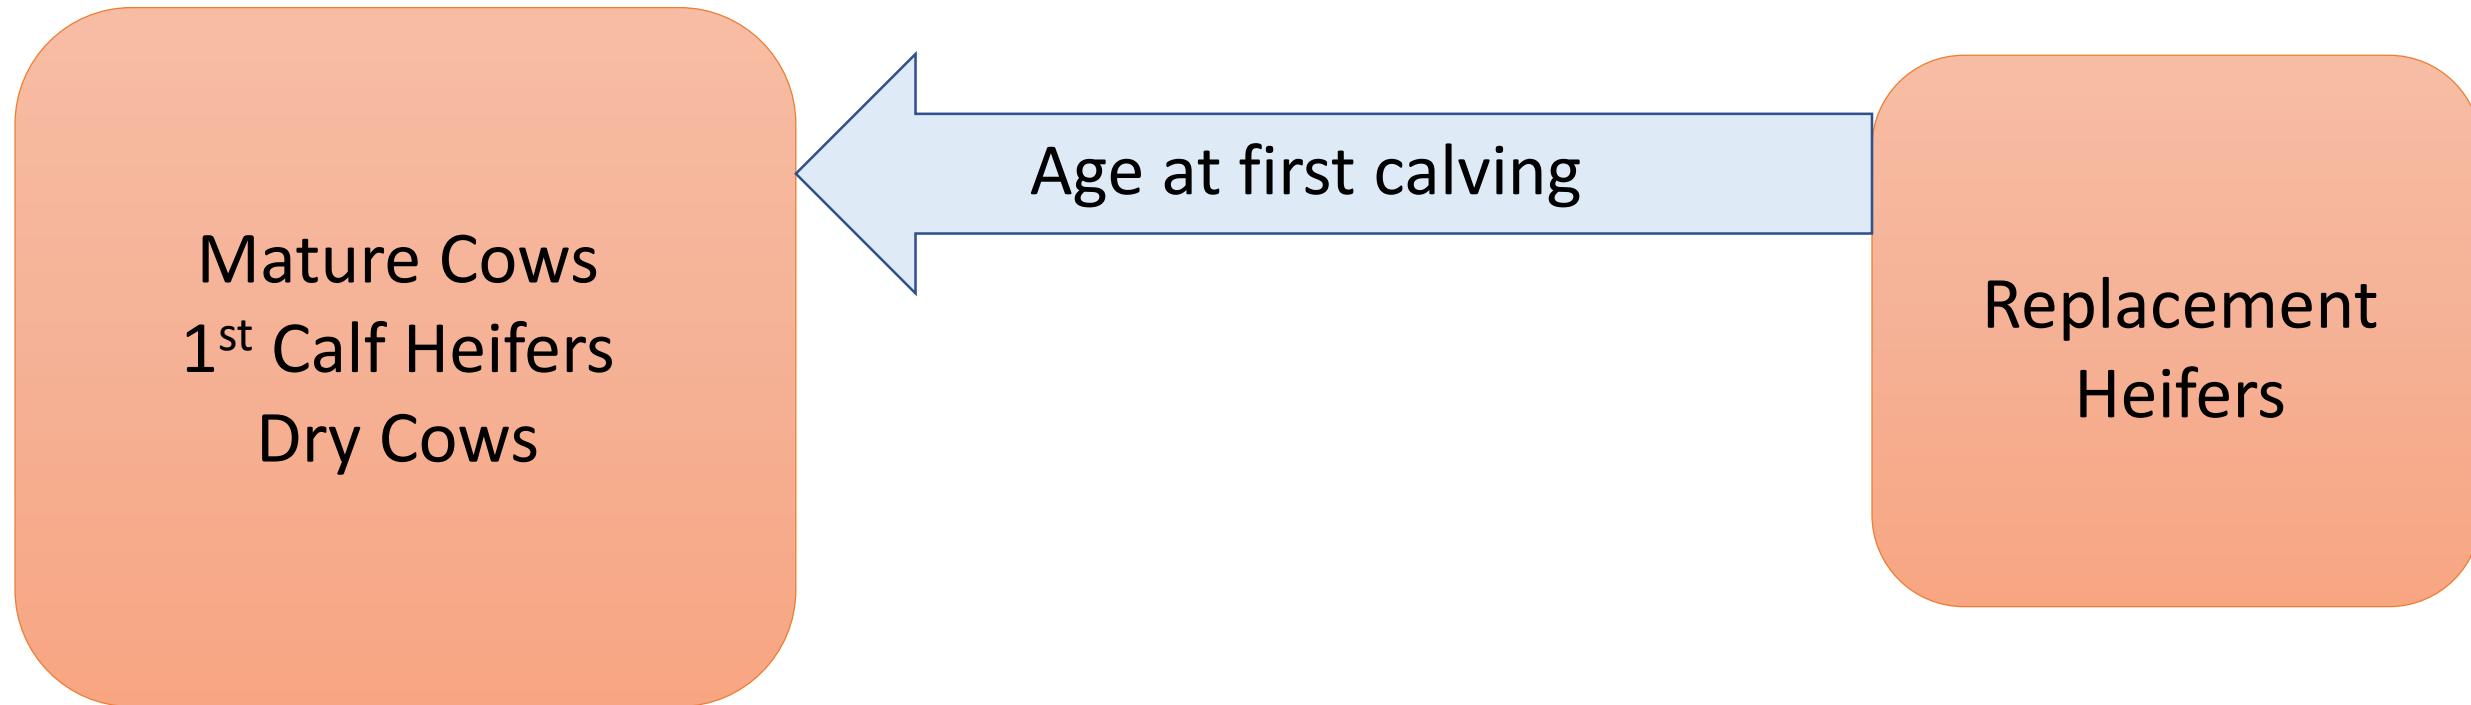 Mature Cows
1st Calf Heifers
Dry Cows
Age at first calving
Replacement
Heifers